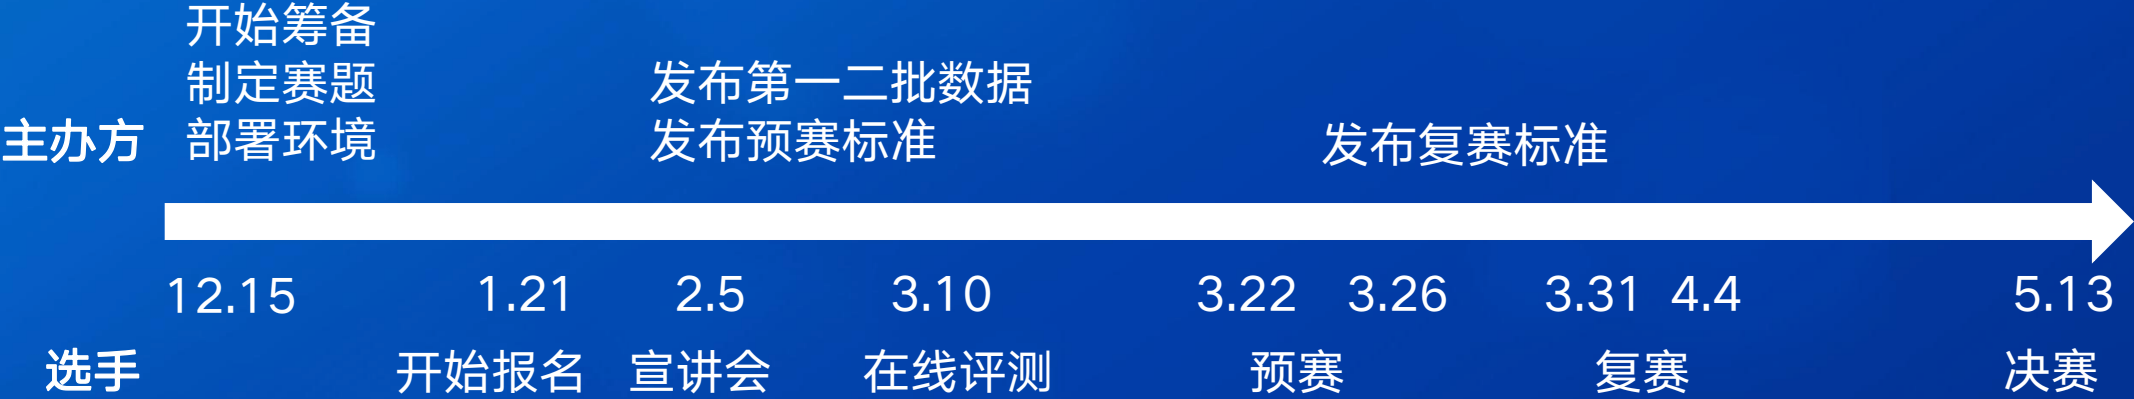 开始筹备
制定赛题
部署环境
发布第一二批数据
发布预赛标准
发布复赛标准
主办方
12.15 1.21 2.5 3.10 3.22 3.26 3.31 4.4 5.13
选手 开始报名 宣讲会 在线评测 预赛 复赛 决赛